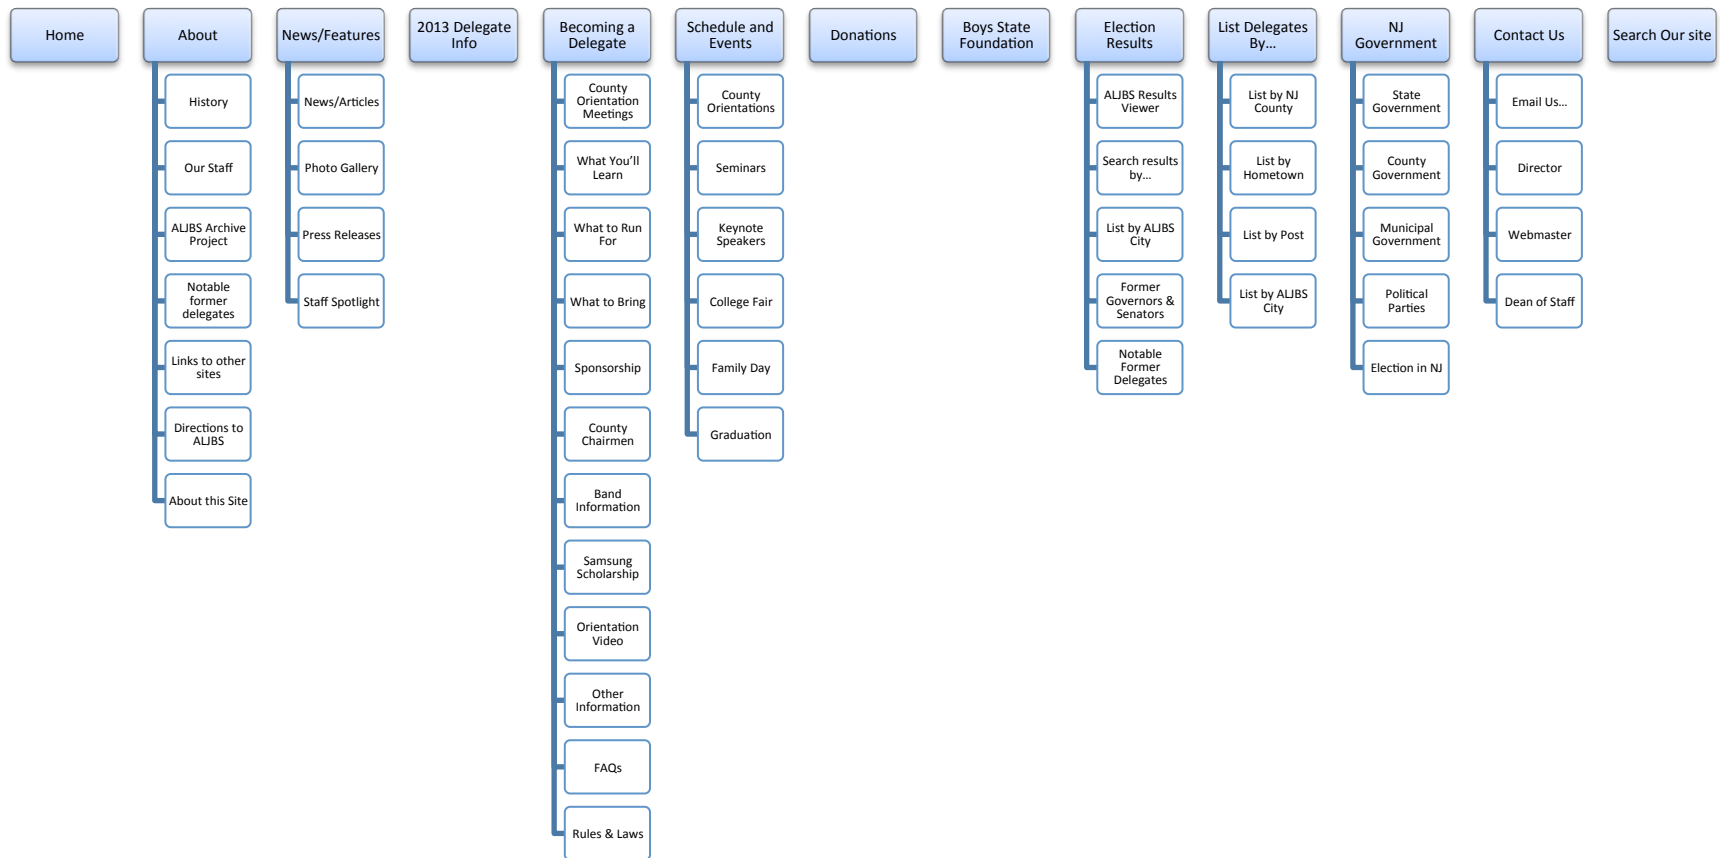 Home
About
History
Our Staff
ALJBS Archive
Project
Notable
former
delegates
Links to other
sites
Directions to
ALJBS
About this Site
News/Features
News/Articles
Photo Gallery
Press Releases
Staff Spotlight
2013 Delegate
Info
Becoming a
Delegate
County
Orientation
Meetings
What You'll
Learn
What to Run
For
What to Bring
Sponsorship
County
Chairmen
Band
Information
Samsung
Scholarship
Orientation
Video
Other
Information
FAQs
Rules & Laws
Schedule and
Events
County
Orientations
Seminars
Keynote
Speakers
College Fair
Family Day
Graduation
Donations
Boys State
Foundation
Election
Results
ALJBS Results
Viewer
Search results
by...
List by ALJBS
City
Former
Governors &
Senators
Notable
Former
Delegates
List Delegates
By...
List by NJ
County
List by
Hometown
List by Post
List by ALJBS
City
NJ
Government
State
Government
County
Government
Municipal
Government
Political
Parties
Election in NJ
Contact Us
Email Us...
Director
Webmaster
Dean of Staff
Search Our site